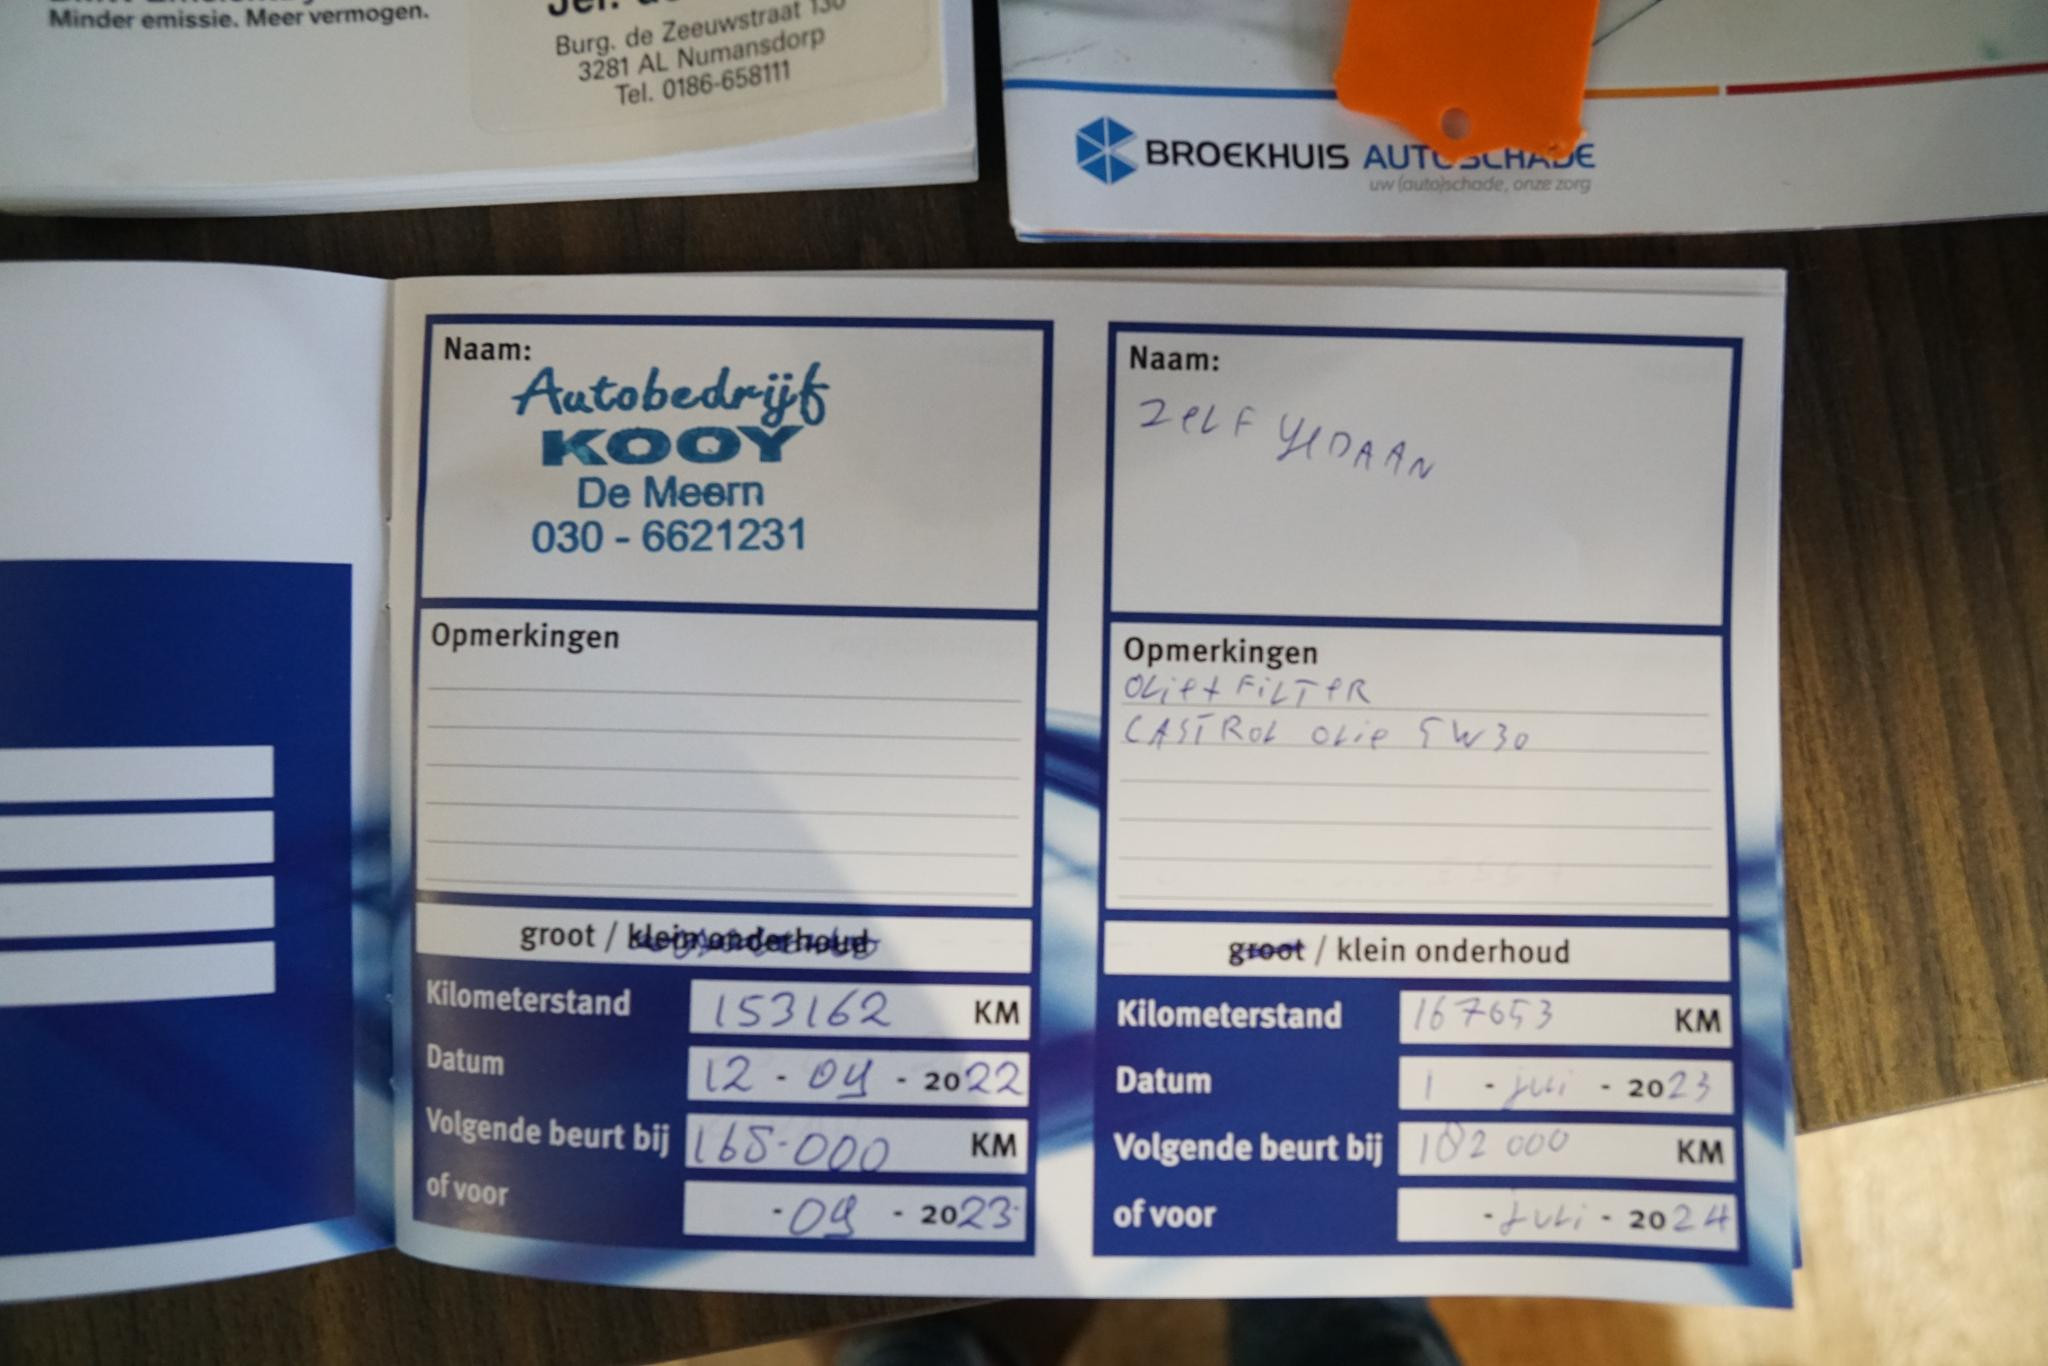 Minder emissie. Meer vermogen.
Burg. de Zeeuwstraat 130
3281 AL Numansdorp
Tel. 0186-658111
BROEKHUIS AUTOSCHADE
uw (auto)schade, onze zorg
Naam:
Autobedrijf
KOOY
De Meern
030 - 6621231
Opmerkingen
groot / klein onderhoud
Kilometerstand 153162 KM
Datum 12 - 09 - 2022
Volgende beurt bij 165.000 KM
of voor - 09 - 2023
Naam:
ZELF GEDAAN
Opmerkingen
OLiE + FiLTER
CASTROL OLiE 5W30
groot / klein onderhoud
Kilometerstand 167653 KM
Datum 1 - juli - 2023
Volgende beurt bij 182 000 KM
of voor - juli - 2024